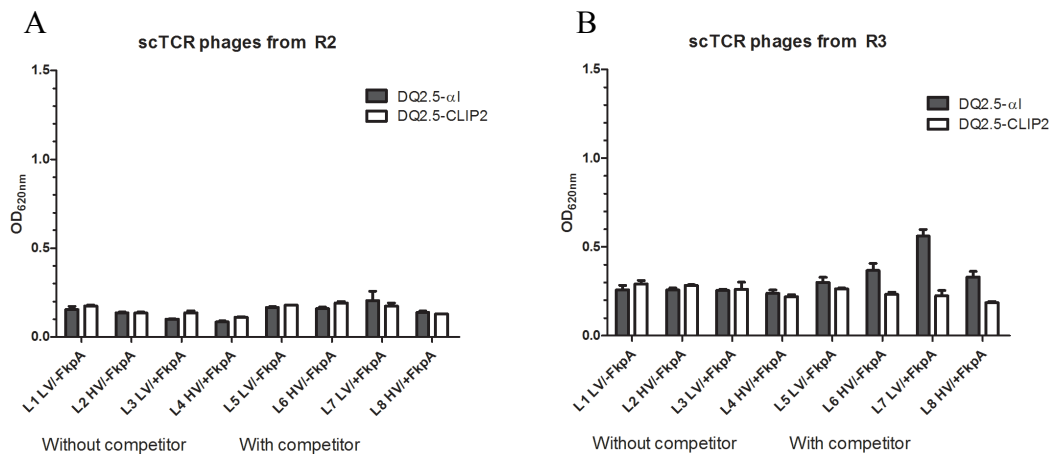 A
scTCR phages from R2
1.5
1.0
0.5
0.0
OD620nm
DQ2.5-αI
DQ2.5-CLIP2
L1 LV/-FkpA
L2 HV/-FkpA
L3 LV/+FkpA
L4 HV/+FkpA
L5 LV/-FkpA
L6 HV/-FkpA
L7 LV/+FkpA
L8 HV/+FkpA
Without competitor
With competitor
B
scTCR phages from R3
1.5
1.0
0.5
0.0
OD620nm
DQ2.5-αI
DQ2.5-CLIP2
L1 LV/-FkpA
L2 HV/-FkpA
L3 LV/+FkpA
L4 HV/+FkpA
L5 LV/-FkpA
L6 HV/-FkpA
L7 LV/+FkpA
L8 HV/+FkpA
Without competitor
With competitor